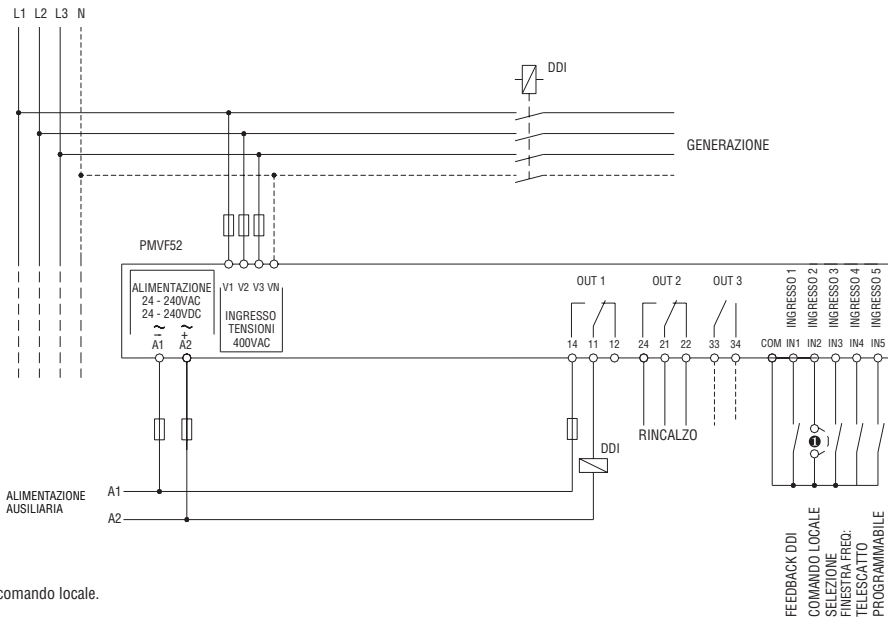 L1 L2 L3 N
DDI
GENERAZIONE
PMVF52
ALIMENTAZIONE
24 - 240VAC
24 - 240VDC
~ ~
- +
A1 A2
V1 V2 V3 VN
INGRESSO
TENSIONI
400VAC
OUT 1
OUT 2
OUT 3
14 11 12
24 21 22
33 34
INGRESSO 1
INGRESSO 2
INGRESSO 3
INGRESSO 4
INGRESSO 5
COM IN1 IN2 IN3 IN4 IN5
RINCALZO
DDI
1
ALIMENTAZIONE
AUSILIARIA
A1
A2
FEEDBACK DDI
COMANDO LOCALE
SELEZIONE
FINESTRA FREQ:
TELESCATTO
PROGRAMMABILE
comando locale.